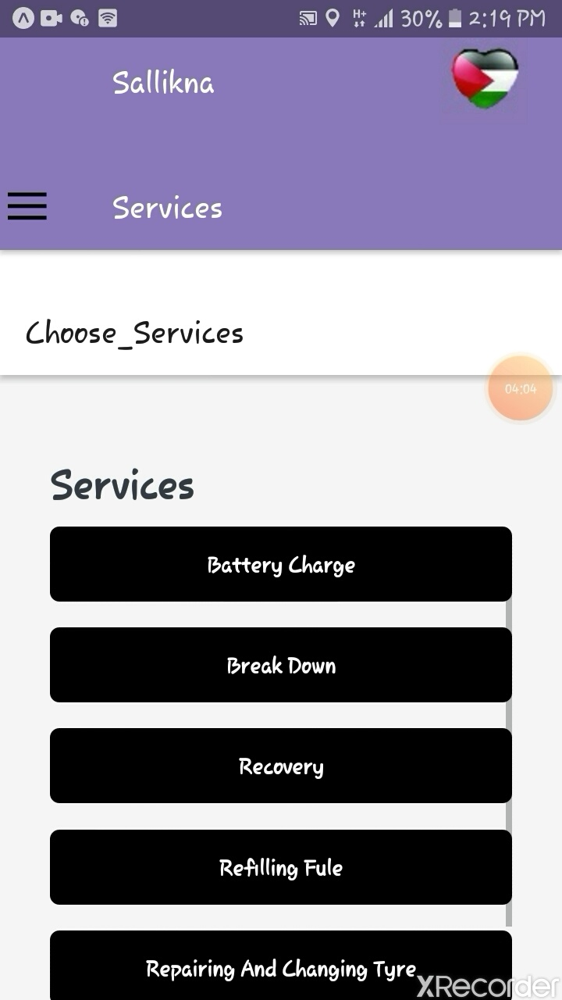 30% 2:19 PM
Sallikna
Services
Choose_Services
04:04
Services
Battery Charge
Break Down
Recovery
Refilling Fule
Repairing And Changing Tyre
XRecorder